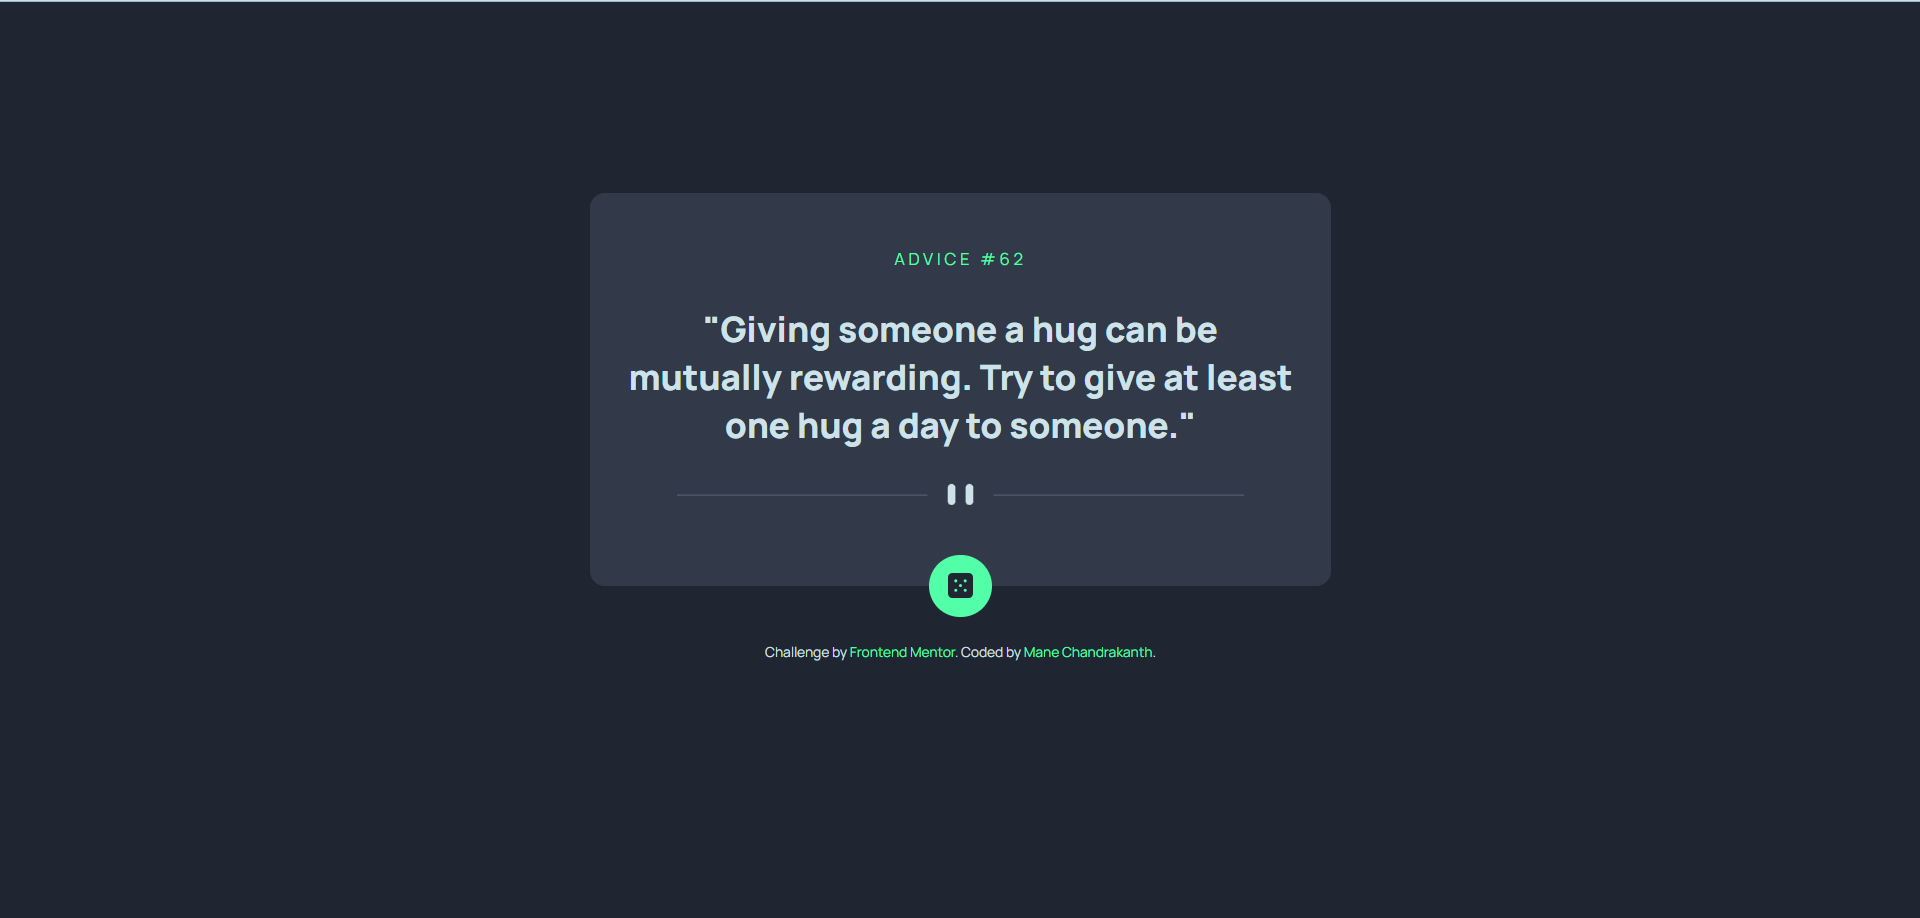 ADVICE #62
"Giving someone a hug can be
mutually rewarding. Try to give at least
one hug a day to someone."
Challenge by Frontend Mentor. Coded by Mane Chandrakanth.